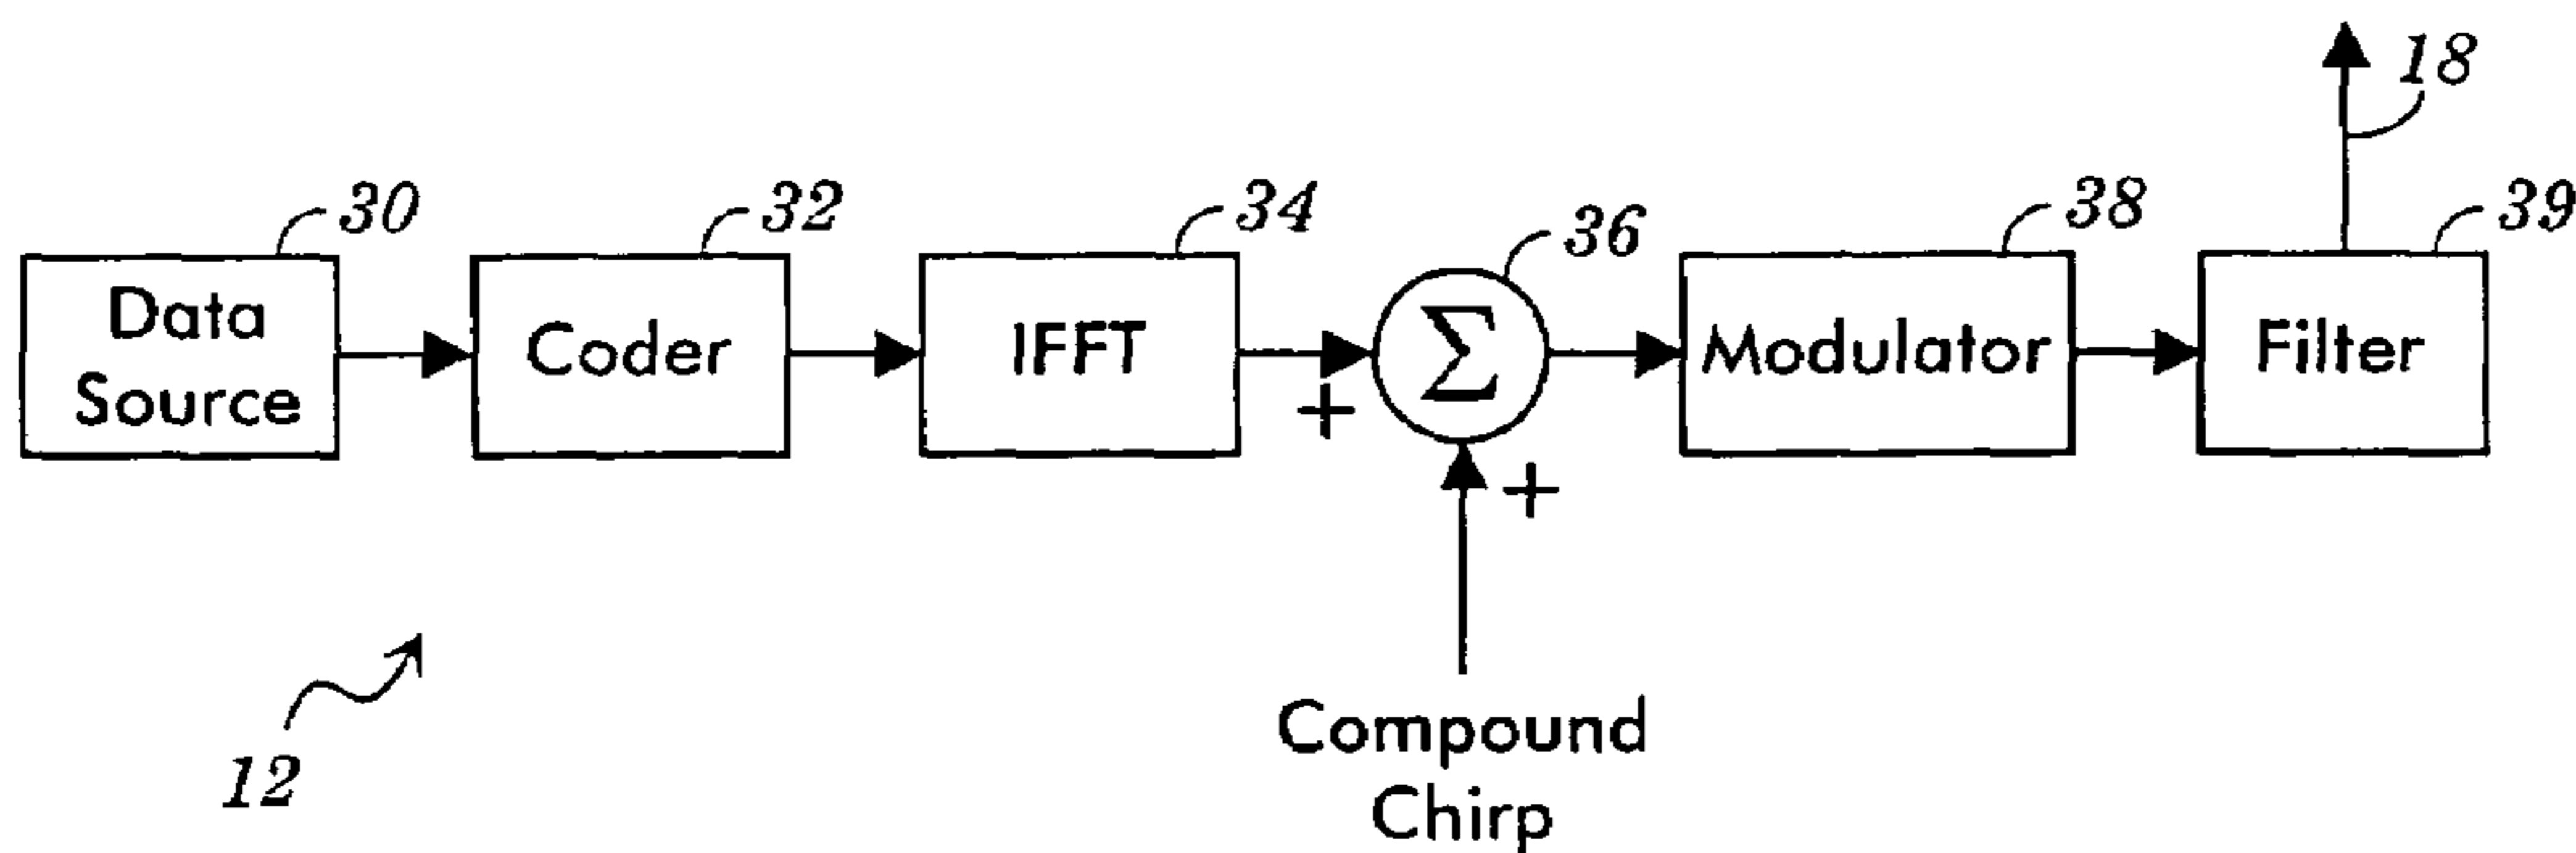 18
30
32
34
36
38
39
Data
Source
Coder
IFFT
Σ
Modulator
Filter
+
+
Compound
Chirp
12